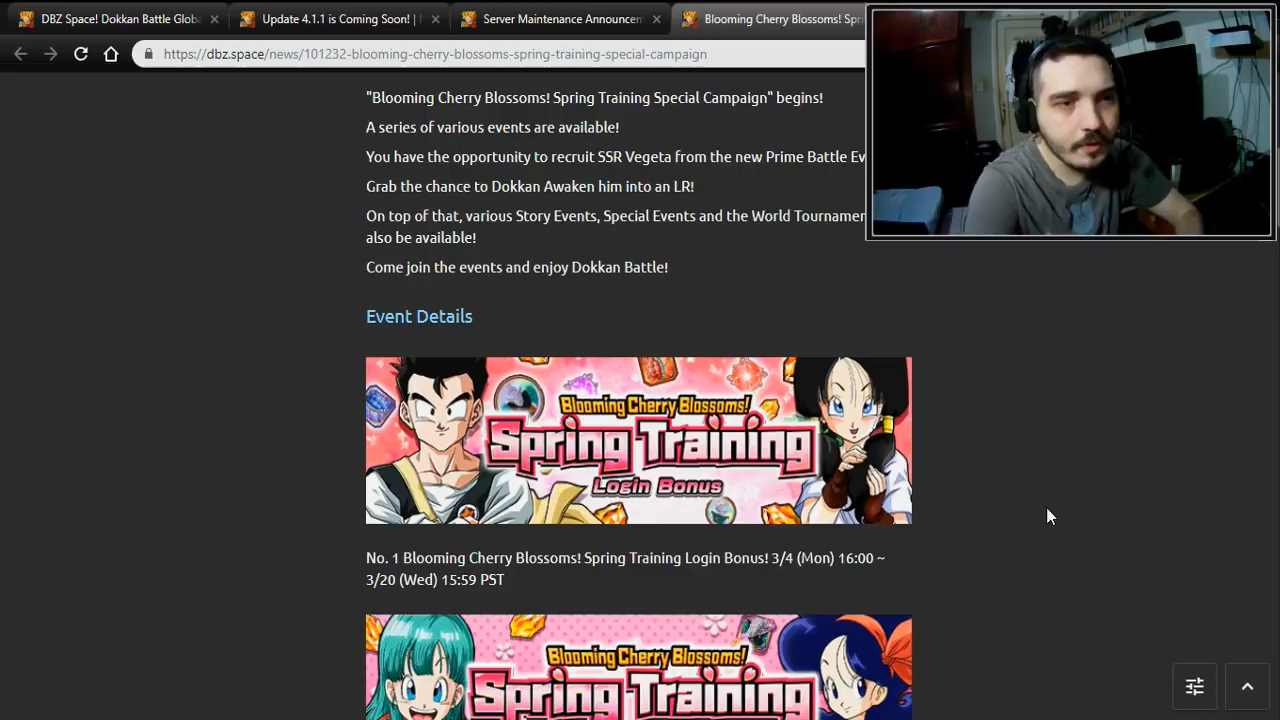 DBZ Space! Dokkan Battle Globa
Update 4.1.1 is Coming Soon! |
Server Maintenance Announcem
Blooming Cherry Blossoms! Spri
https://dbz.space/news/101232-blooming-cherry-blossoms-spring-training-special-campaign
"Blooming Cherry Blossoms! Spring Training Special Campaign" begins!
A series of various events are available!
You have the opportunity to recruit SSR Vegeta from the new Prime Battle Ev
Grab the chance to Dokkan Awaken him into an LR!
On top of that, various Story Events, Special Events and the World Tournamen
also be available!
Come join the events and enjoy Dokkan Battle!
Event Details
Blooming Cherry Blossoms!
Spring Training
Login Bonus
No. 1 Blooming Cherry Blossoms! Spring Training Login Bonus! 3/4 (Mon) 16:00 ~
3/20 (Wed) 15:59 PST
Blooming Cherry Blossoms!
Spring Training